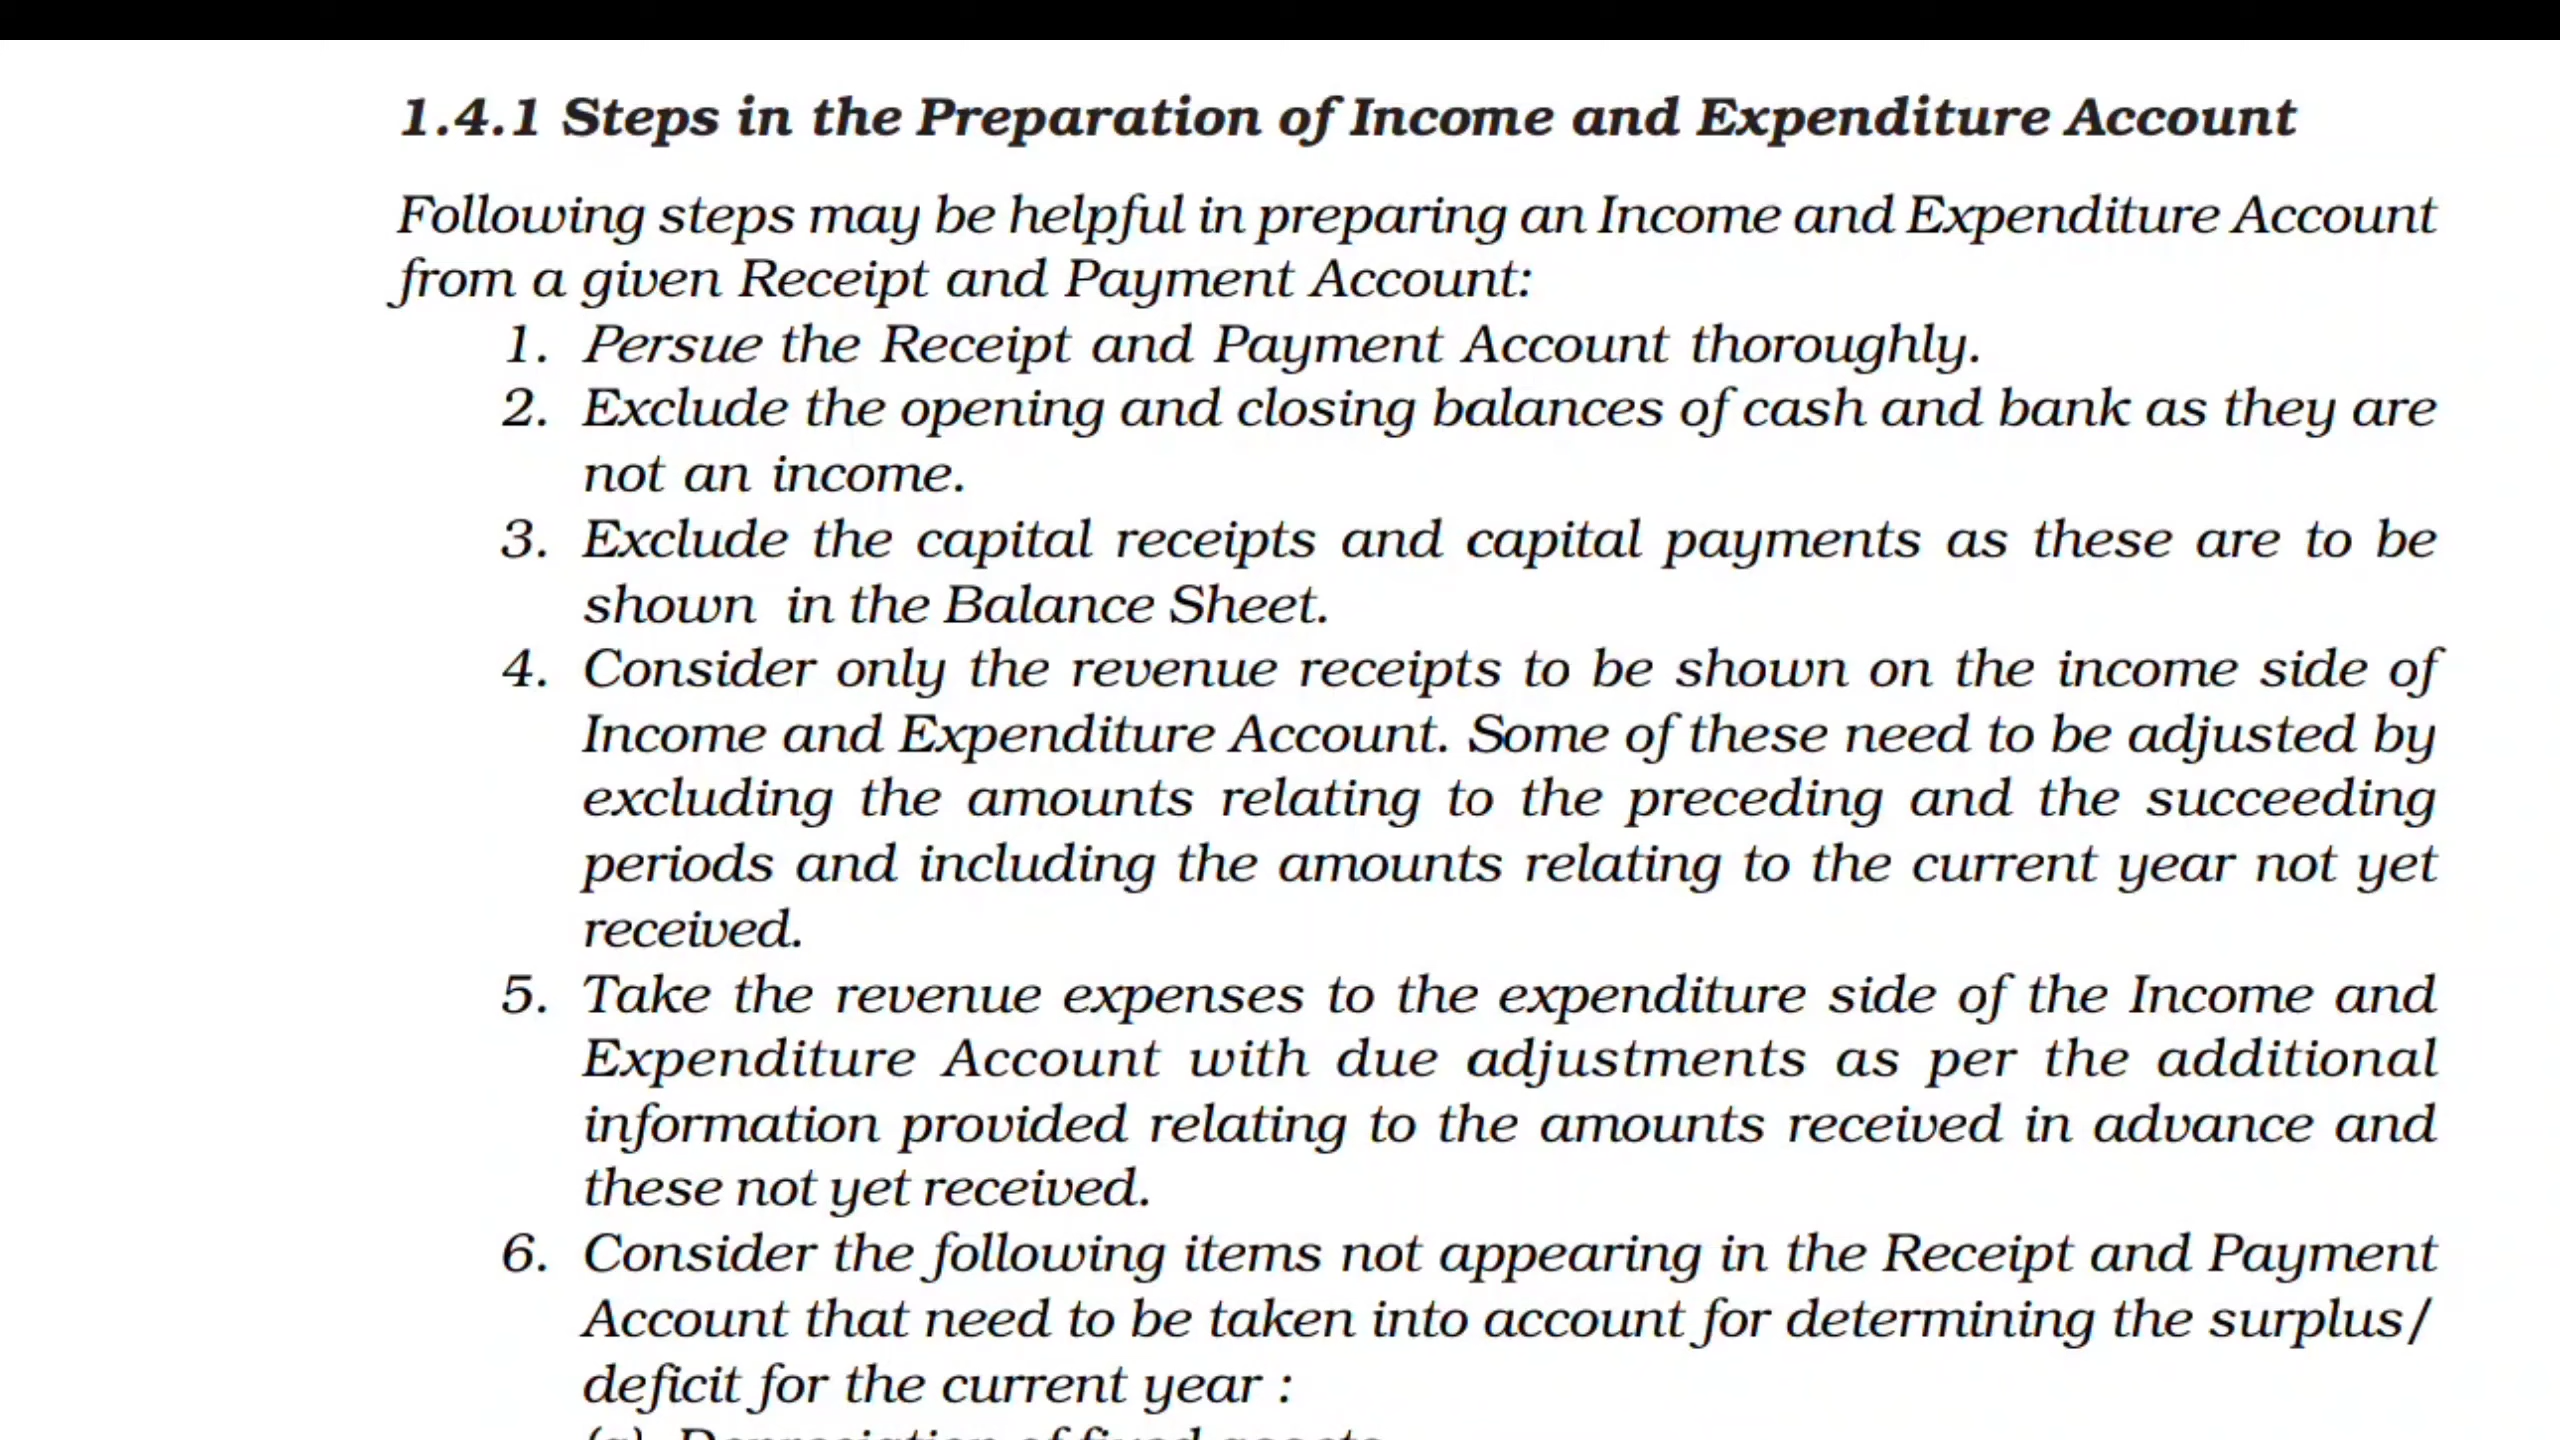 1.4.1 Steps in the Preparation of Income and Expenditure Account
Following steps may be helpful in preparing an Income and Expenditure Account
from a given Receipt and Payment Account:
1. Persue the Receipt and Payment Account thoroughly.
2. Exclude the opening and closing balances of cash and bank as they are
not an income.
3. Exclude the capital receipts and capital payments as these are to be
shown in the Balance Sheet.
4. Consider only the revenue receipts to be shown on the income side of
Income and Expenditure Account. Some of these need to be adjusted by
excluding the amounts relating to the preceding and the succeeding
periods and including the amounts relating to the current year not yet
received.
5. Take the revenue expenses to the expenditure side of the Income and
Expenditure Account with due adjustments as per the additional
information provided relating to the amounts received in advance and
these not yet received.
6. Consider the following items not appearing in the Receipt and Payment
Account that need to be taken into account for determining the surplus/
deficit for the current year :
(a) Depreciation of fixed assets